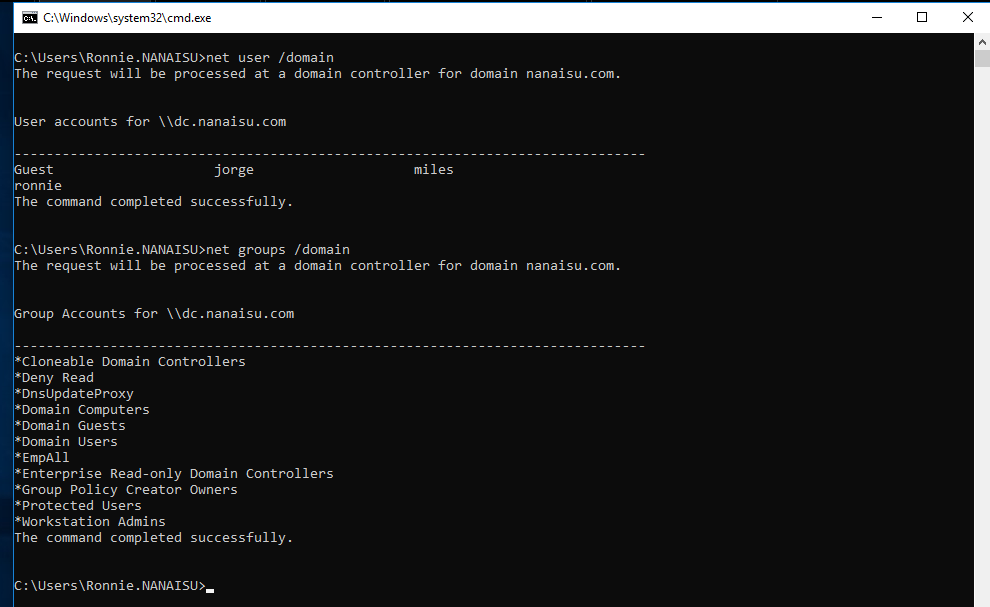 C:\Windows\system32\cmd.exe
C:\Users\Ronnie.NANAISU>net user /domain
The request will be processed at a domain controller for domain nanaisu.com.
User accounts for \\dc.nanaisu.com
-------------------------------------------------------------------------------
Guest                    jorge                    miles
ronnie
The command completed successfully.
C:\Users\Ronnie.NANAISU>net groups /domain
The request will be processed at a domain controller for domain nanaisu.com.
Group Accounts for \\dc.nanaisu.com
-------------------------------------------------------------------------------
*Cloneable Domain Controllers
*Deny Read
*DnsUpdateProxy
*Domain Computers
*Domain Guests
*Domain Users
*EmpAll
*Enterprise Read-only Domain Controllers
*Group Policy Creator Owners
*Protected Users
*Workstation Admins
The command completed successfully.
C:\Users\Ronnie.NANAISU>